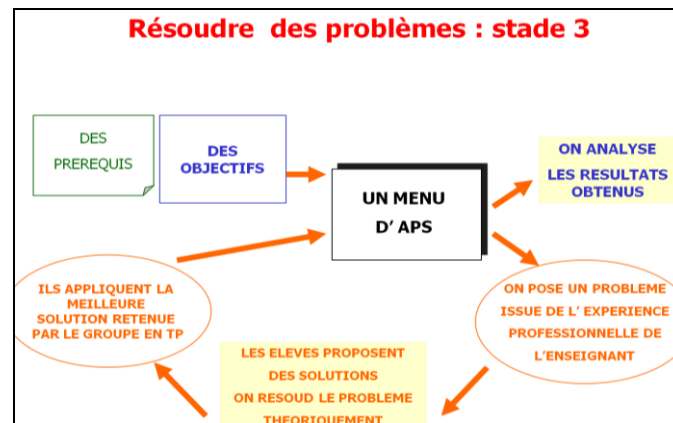 Résoudre des problèmes : stade 3
DES
PREREQUIS
DES
OBJECTIFS
UN MENU
D' APS
ON ANALYSE
LES RESULTATS
OBTENUS
ON POSE UN PROBLEME
ISSUE DE L' EXPERIENCE
PROFESSIONNELLE DE
L'ENSEIGNANT
LES ELEVES PROPOSENT
DES SOLUTIONS
ON RESOUD LE PROBLEME
THEORIQUEMENT
ILS APPLIQUENT LA
MEILLEURE
SOLUTION RETENUE
PAR LE GROUPE EN TP